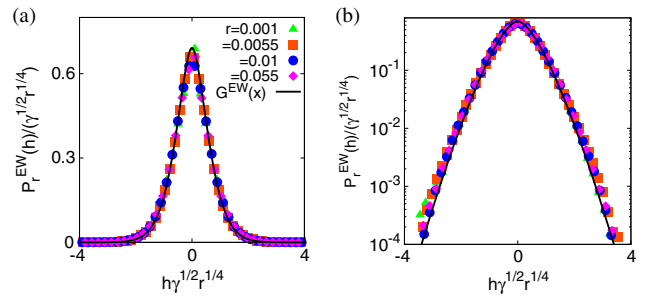 (a)
P_r^EW(h)/(γ^1/2 r^1/4)
0.6
0.3
0
-4
0
4
hγ^1/2 r^1/4
r=0.001
=0.0055
=0.01
=0.055
G^EW(x)
(b)
P_r^EW(h)/(γ^1/2 r^1/4)
10^-1
10^-2
10^-3
10^-4
-4
0
4
hγ^1/2 r^1/4